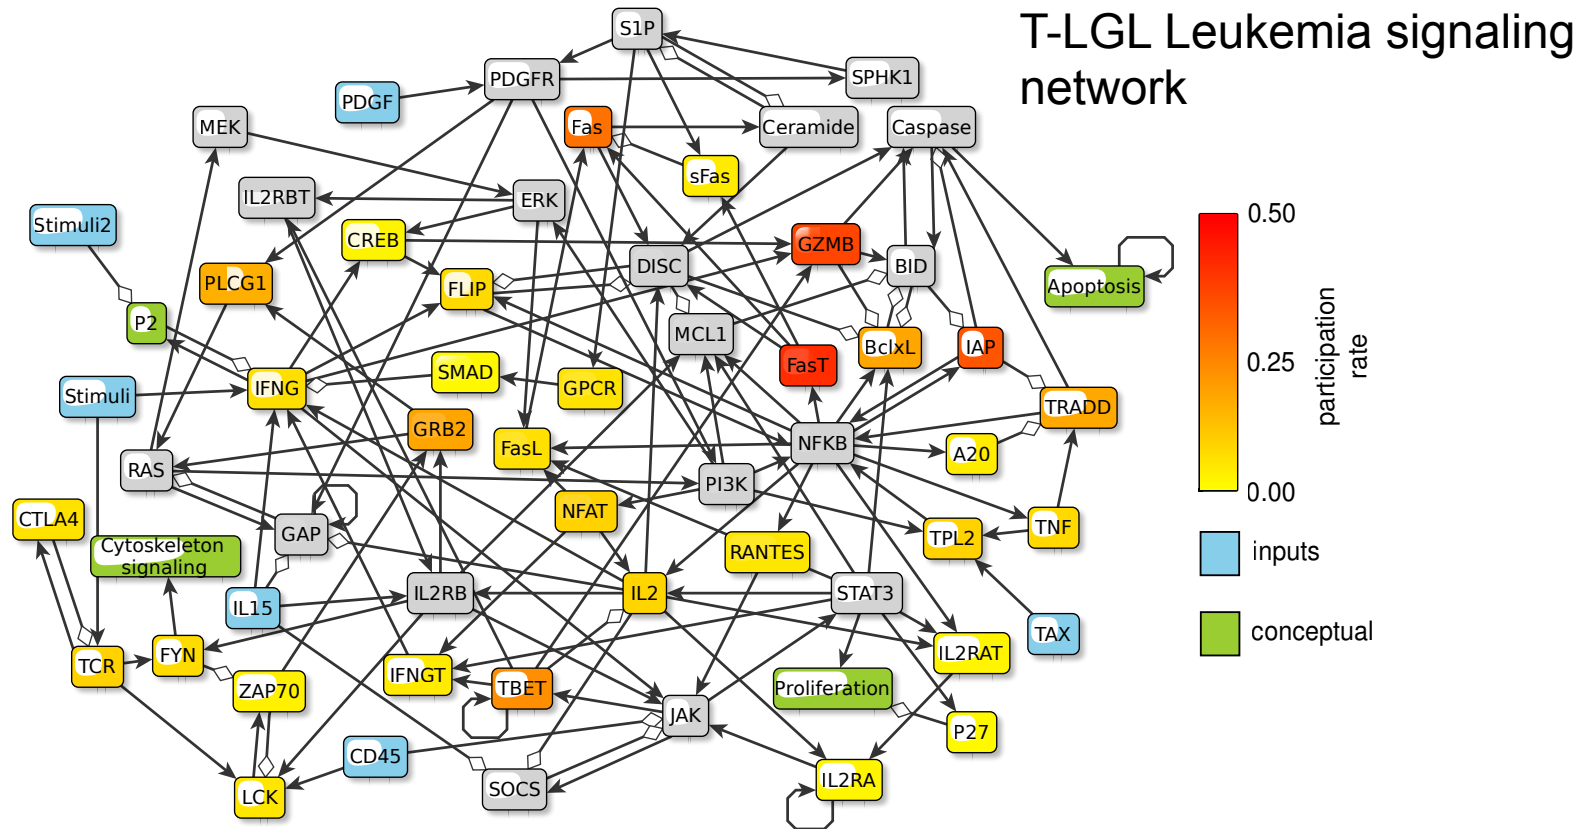 T-LGL Leukemia signaling
network
S1P
PDGFR
SPHK1
PDGF
MEK
Fas
Ceramide
Caspase
sFas
IL2RBT
ERK
Stimuli2
CREB
GZMB
DISC
BID
PLCG1
FLIP
Apoptosis
P2
MCL1
BclxL
IAP
FasT
SMAD
GPCR
IFNG
Stimuli
TRADD
GRB2
FasL
NFKB
A20
RAS
PI3K
NFAT
CTLA4
GAP
TNF
TPL2
Cytoskeleton
signaling
RANTES
IL2RB
IL2
STAT3
IL15
TAX
FYN
TCR
IL2RAT
IFNGT
ZAP70
TBET
Proliferation
JAK
P27
CD45
SOCS
IL2RA
LCK
0.50
0.25
0.00
participation
rate
inputs
conceptual